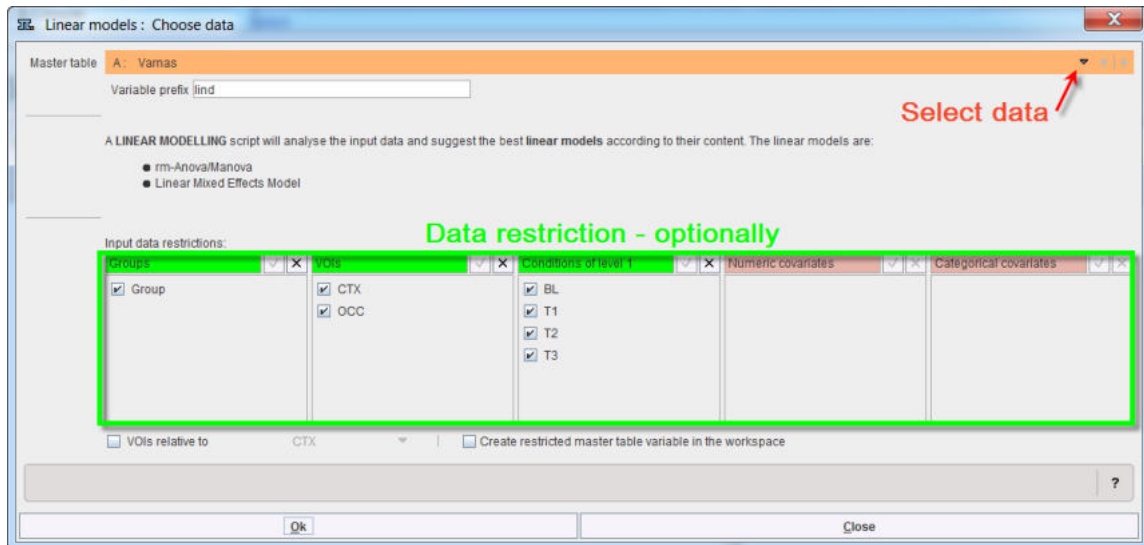 Linear models : Choose data
Master table A : Varnas
Variable prefix lind
Select data
A LINEAR MODELLING script will analyse the input data and suggest the best linear models according to their content. The linear models are:
rm-Anova/Manova
Linear Mixed Effects Model
Data restriction - optionally
Input data restrictions:
Groups VOIs Conditions of level 1 Numeric covariates Categorical covariates
Group CTX BL
OCC T1
T2
T3
VOIs relative to CTX Create restricted master table variable in the workspace
?
Ok Close